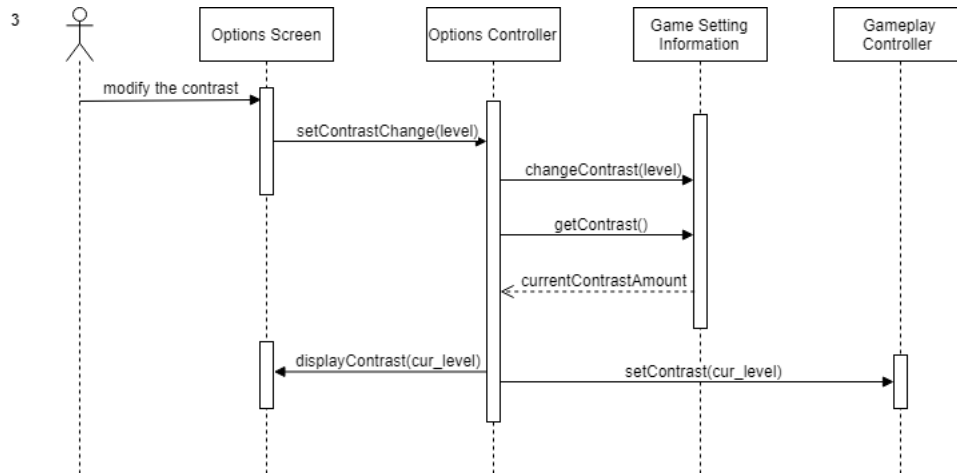 3
Options Screen
Options Controller
Game Setting
Information
Gameplay
Controller
modify the contrast
setContrastChange(level)
changeContrast(level)
getContrast()
currentContrastAmount
displayContrast(cur_level)
setContrast(cur_level)